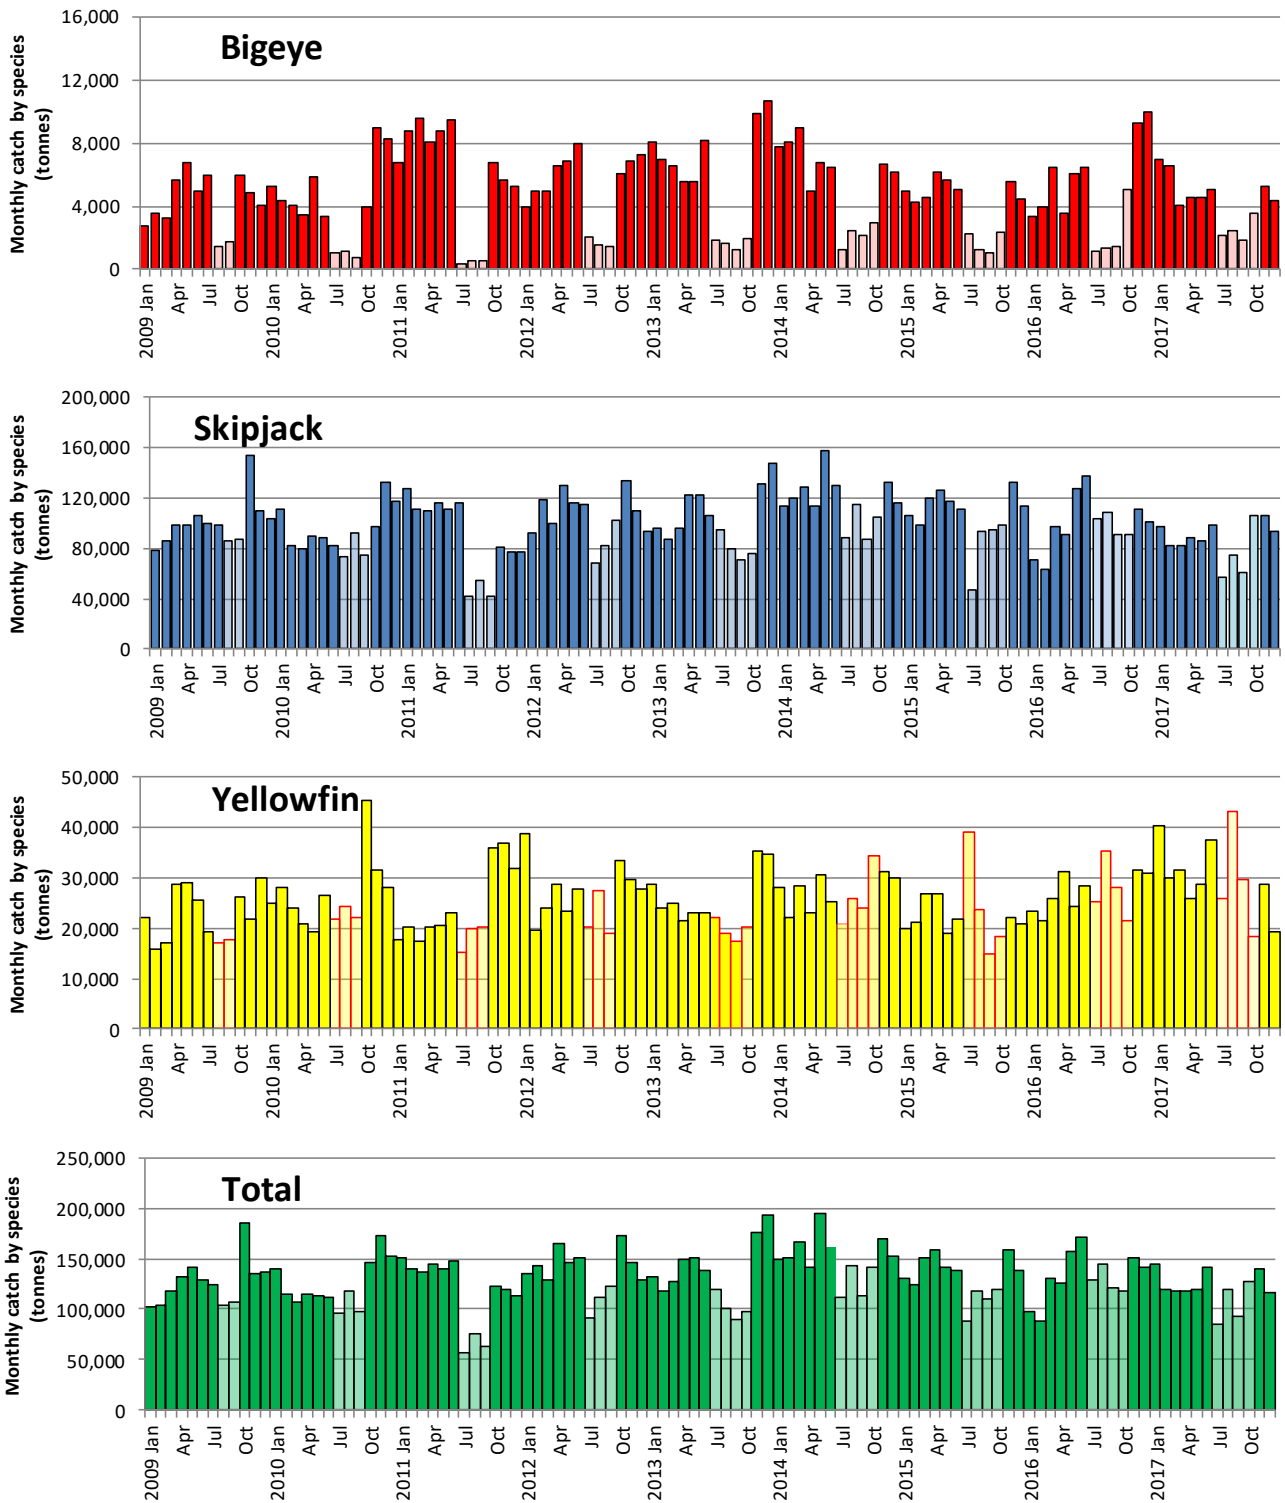 Monthly catch by species
(tonnes)
16,000
12,000
8,000
4,000
0
Bigeye
2009 Jan
Apr
Jul
Oct
2010 Jan
Apr
Jul
Oct
2011 Jan
Apr
Jul
Oct
2012 Jan
Apr
Jul
Oct
2013 Jan
Apr
Jul
Oct
2014 Jan
Apr
Jul
Oct
2015 Jan
Apr
Jul
Oct
2016 Jan
Apr
Jul
Oct
2017 Jan
Apr
Jul
Oct
Monthly catch by species
(tonnes)
200,000
160,000
120,000
80,000
40,000
0
Skipjack
2009 Jan
Apr
Jul
Oct
2010 Jan
Apr
Jul
Oct
2011 Jan
Apr
Jul
Oct
2012 Jan
Apr
Jul
Oct
2013 Jan
Apr
Jul
Oct
2014 Jan
Apr
Jul
Oct
2015 Jan
Apr
Jul
Oct
2016 Jan
Apr
Jul
Oct
2017 Jan
Apr
Jul
Oct
Monthly catch by species
(tonnes)
50,000
40,000
30,000
20,000
10,000
0
Yellowfin
2009 Jan
Apr
Jul
Oct
2010 Jan
Apr
Jul
Oct
2011 Jan
Apr
Jul
Oct
2012 Jan
Apr
Jul
Oct
2013 Jan
Apr
Jul
Oct
2014 Jan
Apr
Jul
Oct
2015 Jan
Apr
Jul
Oct
2016 Jan
Apr
Jul
Oct
2017 Jan
Apr
Jul
Oct
Monthly catch by species
(tonnes)
250,000
200,000
150,000
100,000
50,000
0
Total
2009 Jan
Apr
Jul
Oct
2010 Jan
Apr
Jul
Oct
2011 Jan
Apr
Jul
Oct
2012 Jan
Apr
Jul
Oct
2013 Jan
Apr
Jul
Oct
2014 Jan
Apr
Jul
Oct
2015 Jan
Apr
Jul
Oct
2016 Jan
Apr
Jul
Oct
2017 Jan
Apr
Jul
Oct